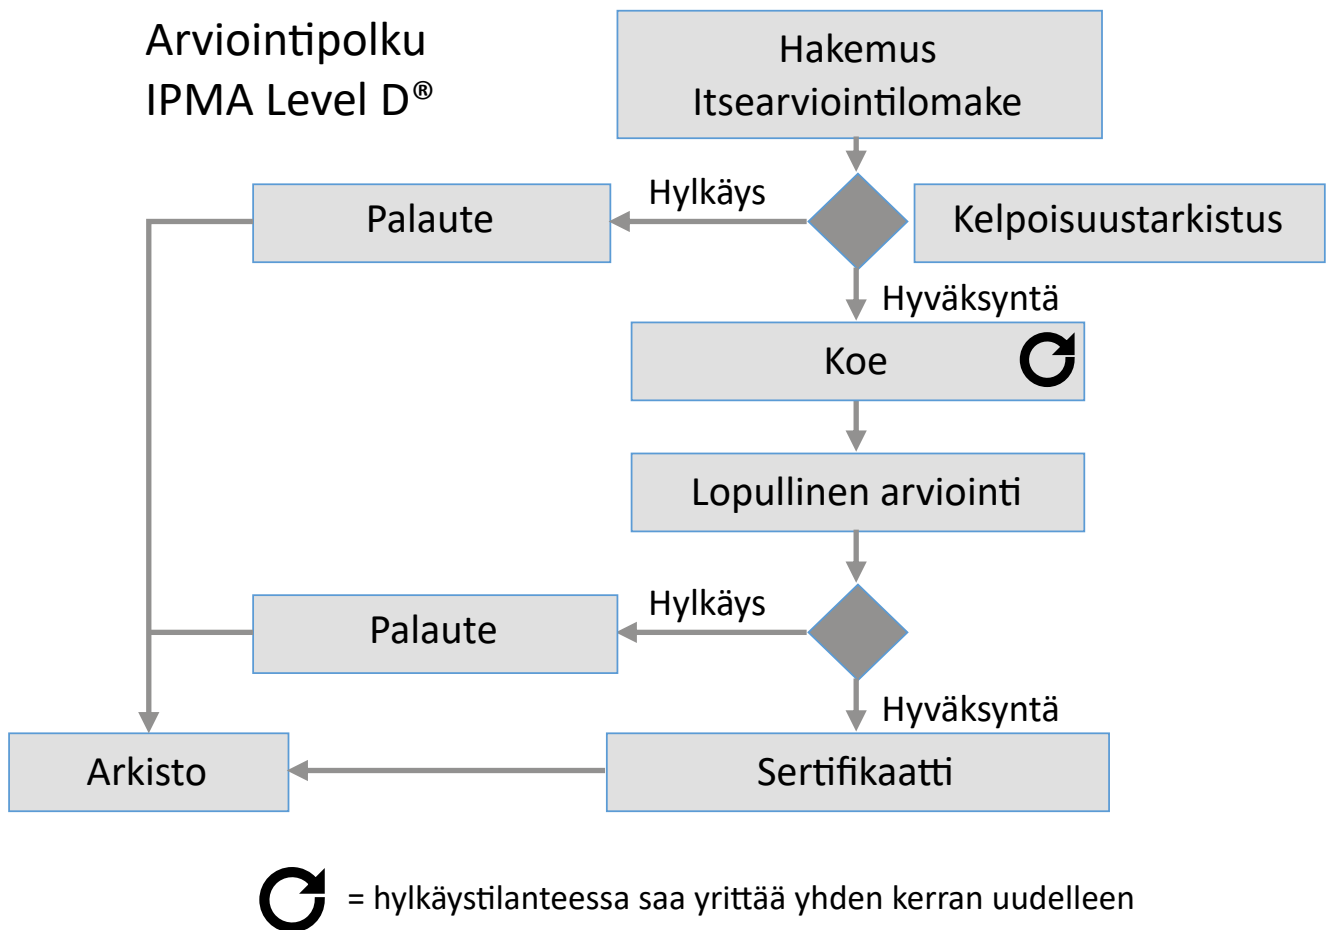 Arviointipolku
IPMA Level D®
Hakemus
Itsearviointilomake
Hylkäys
Palaute
Kelpoisuustarkistus
Hyväksyntä
Koe
Lopullinen arviointi
Hylkäys
Palaute
Hyväksyntä
Arkisto
Sertifikaatti
= hylkäystilanteessa saa yrittää yhden kerran uudelleen